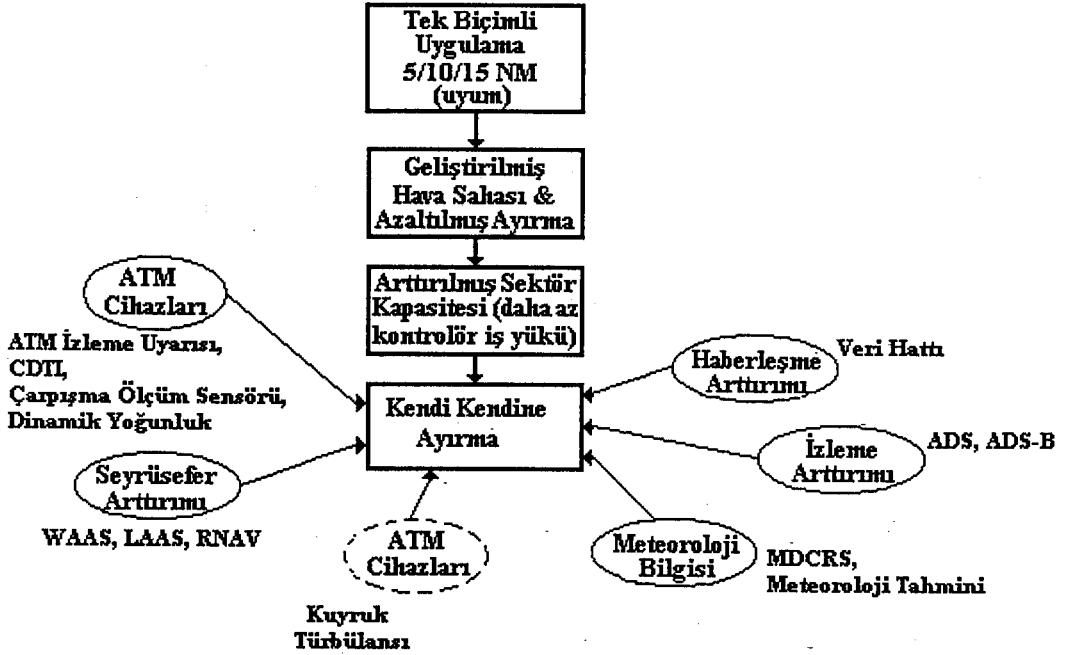 Tek Biçimli
Uygulama
5/10/15 NM
(uyum)
Geliştirilmiş
Hava Sahası &
Azaltılmış Ayırma
Arttırılmış Sektör
Kapasitesi (daha az
kontrolör iş yükü)
Kendi Kendine
Ayırma
ATM
Cihazları
ATM İzleme Uyarısı,
CDTI,
Çarpışma Ölçüm Sensörü,
Dinamik Yoğunluk
Seyrüsefer
Arttırımı
WAAS, LAAS, RNAV
ATM
Cihazları
Kuyruk
Türbülansı
Haberleşme
Arttırımı
Veri Hattı
İzleme
Arttırımı
ADS, ADS-B
Meteoroloji
Bilgisi
MDCRS,
Meteoroloji Tahmini